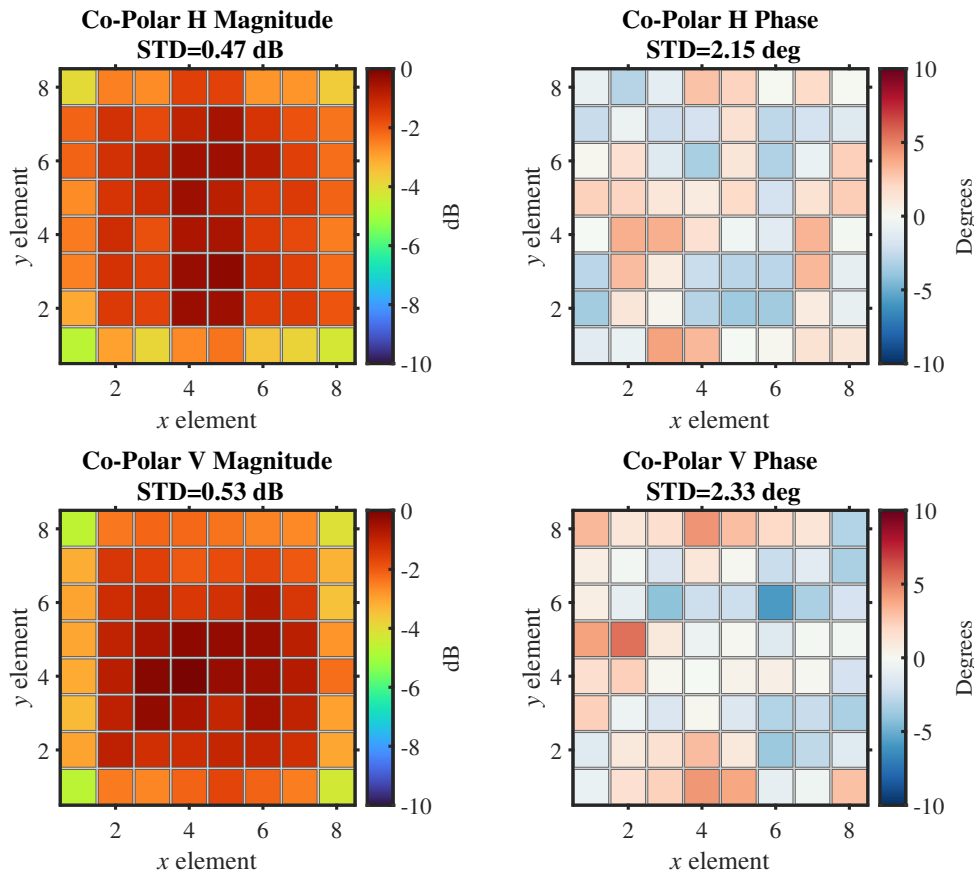 Co-Polar H Magnitude
STD=0.47 dB
8
6
4
2
y element
2 4 6 8
x element
0
-2
-4
-6
-8
-10
dB
Co-Polar H Phase
STD=2.15 deg
8
6
4
2
y element
2 4 6 8
x element
10
5
0
-5
-10
Degrees
Co-Polar V Magnitude
STD=0.53 dB
8
6
4
2
y element
2 4 6 8
x element
0
-2
-4
-6
-8
-10
dB
Co-Polar V Phase
STD=2.33 deg
8
6
4
2
y element
2 4 6 8
x element
10
5
0
-5
-10
Degrees